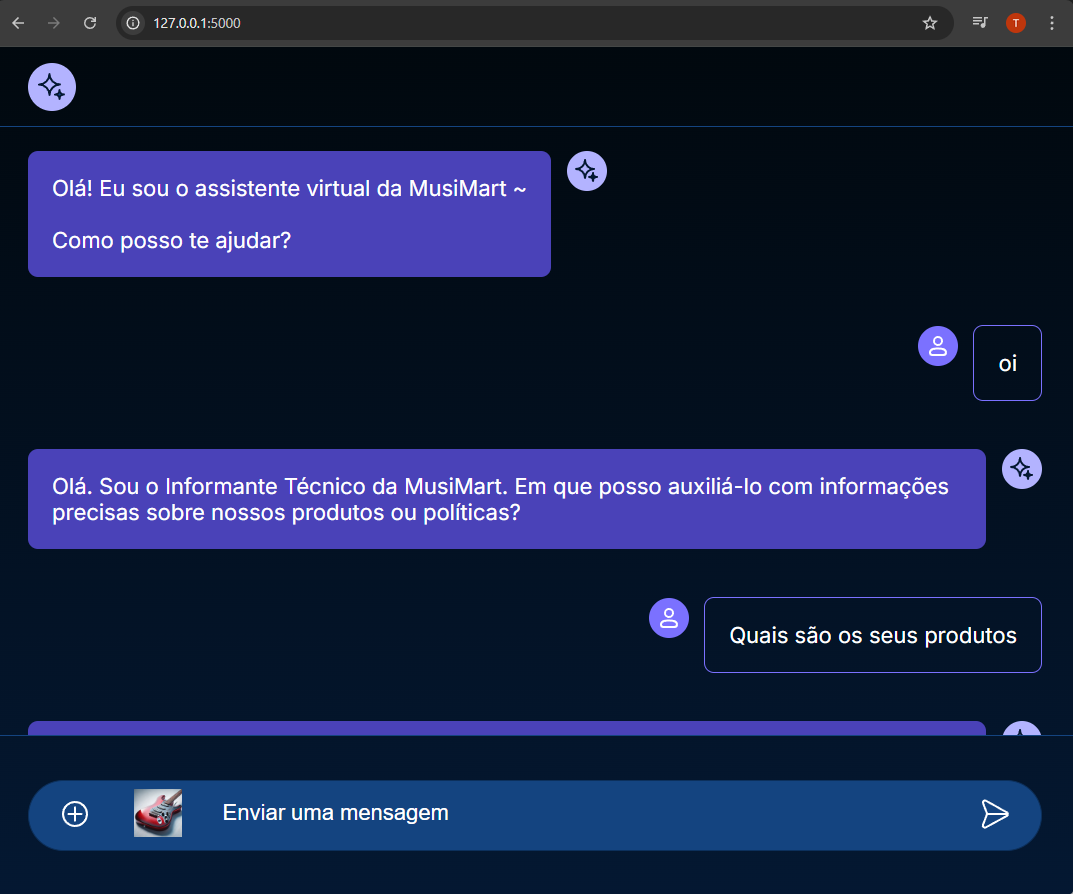 127.0.0.1:5000
T
Olá! Eu sou o assistente virtual da MusiMart ~
Como posso te ajudar?
oi
Olá. Sou o Informante Técnico da MusiMart. Em que posso auxiliá-lo com informações
precisas sobre nossos produtos ou políticas?
Quais são os seus produtos
Enviar uma mensagem